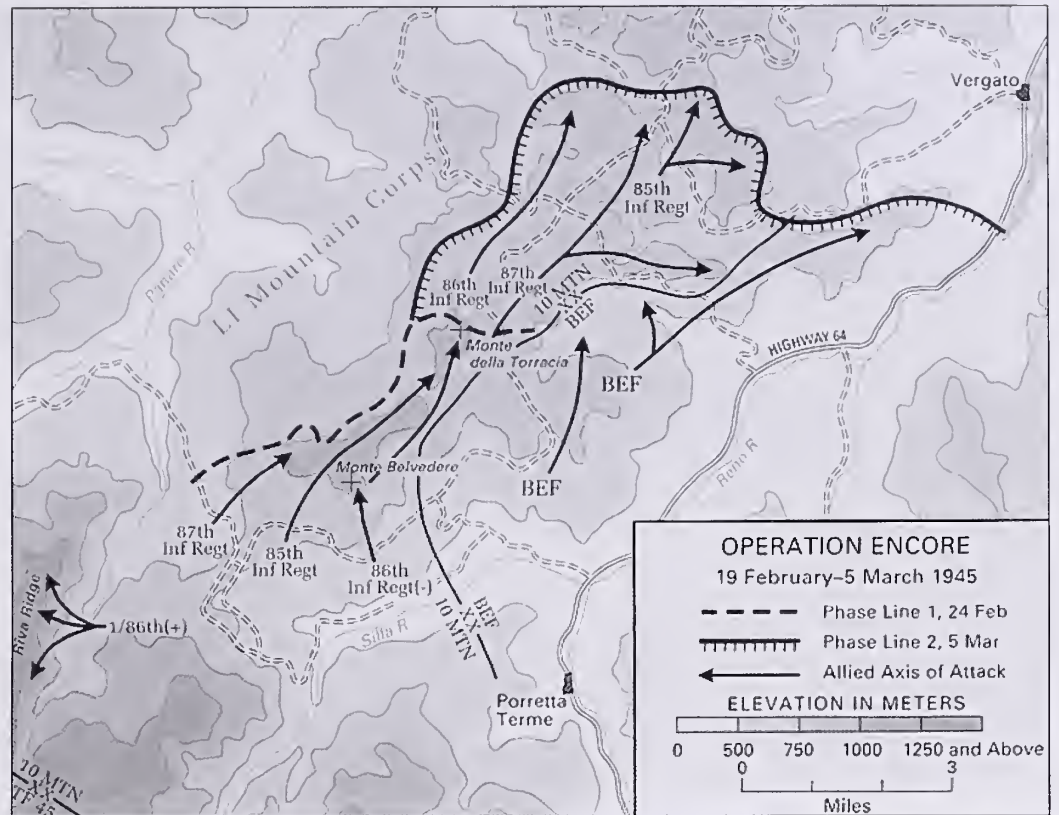 Vergato
LI Mountain Corps
Panaro R
85th
Inf Regt
86th
Inf Regt
87th
Inf Regt
10 MTN
XX
BEF
Monte
della Torracia
HIGHWAY 64
BEF
Reno R
Monte Belvedere
BEF
87th
Inf Regt
85th
Inf Regt
86th
Inf Regt(-)
Riva Ridge
1/86th(+)
Silla R
BEF
XX
10 MTN
Porretta
Terme
10 MTN
XX
TF 45
OPERATION ENCORE
19 February–5 March 1945
Phase Line 1, 24 Feb
Phase Line 2, 5 Mar
Allied Axis of Attack
ELEVATION IN METERS
0 500 750 1000 1250 and Above
0 3
Miles